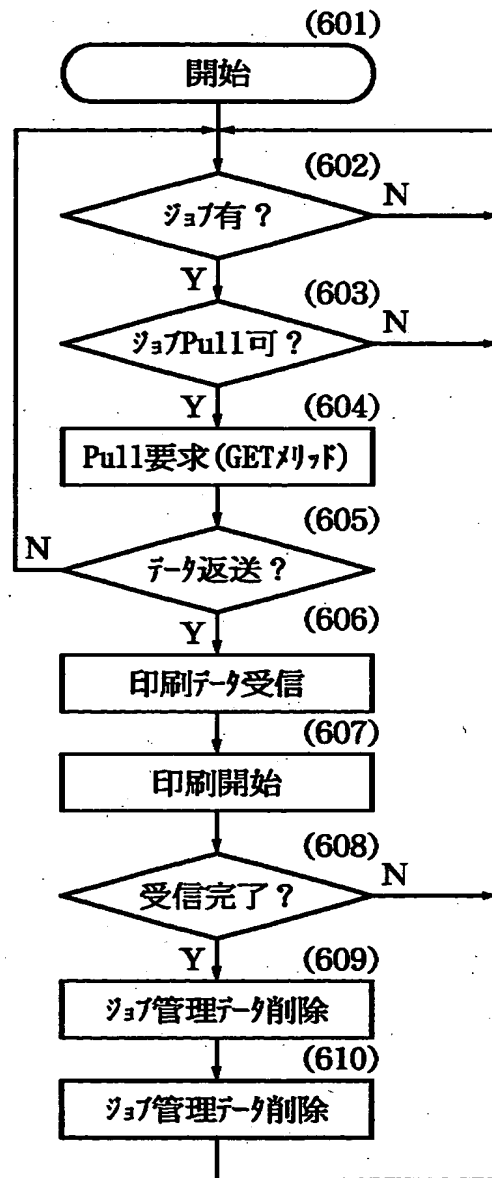 (601)
開始
(602)
ジョブ有？
N
Y
(603)
ジョブPull可？
N
Y
(604)
Pull要求(GETメリッド)
(605)
N
データ返送？
Y
(606)
印刷データ受信
(607)
印刷開始
(608)
受信完了？
N
Y
(609)
ジョブ管理データ削除
(610)
ジョブ管理データ削除